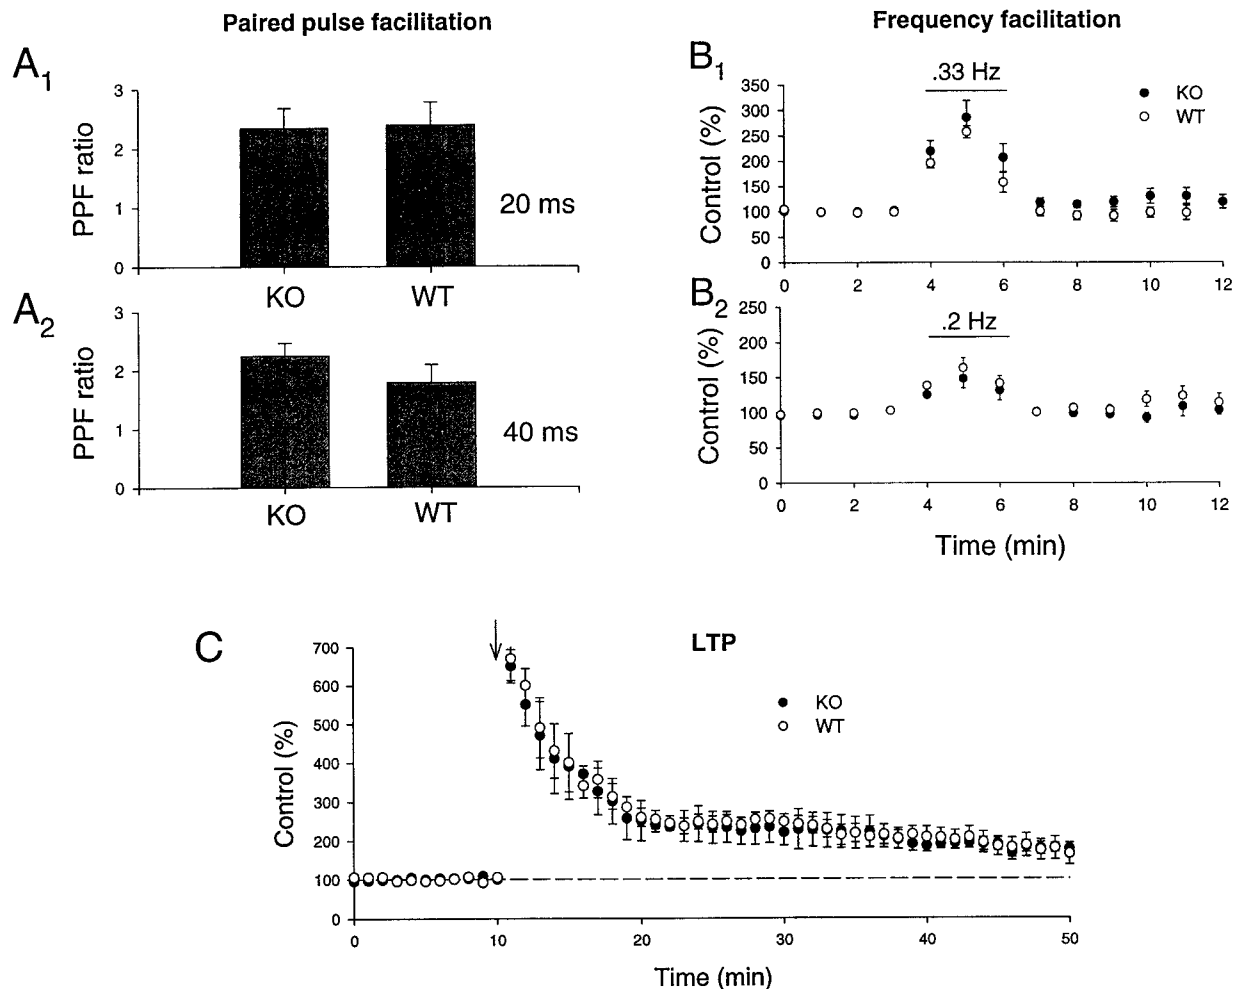 Paired pulse facilitation
Frequency facilitation
A1
3
2
1
0
PPF ratio
20 ms
KO WT
A2
3
2
1
0
PPF ratio
40 ms
KO WT
B1
.33 Hz
KO
WT
350
300
250
200
150
100
50
0
Control (%)
0 2 4 6 8 10 12
B2
.2 Hz
250
200
150
100
50
0
Control (%)
0 2 4 6 8 10 12
Time (min)
C
LTP
KO
WT
700
600
500
400
300
200
100
0
Control (%)
0 10 20 30 40 50
Time (min)